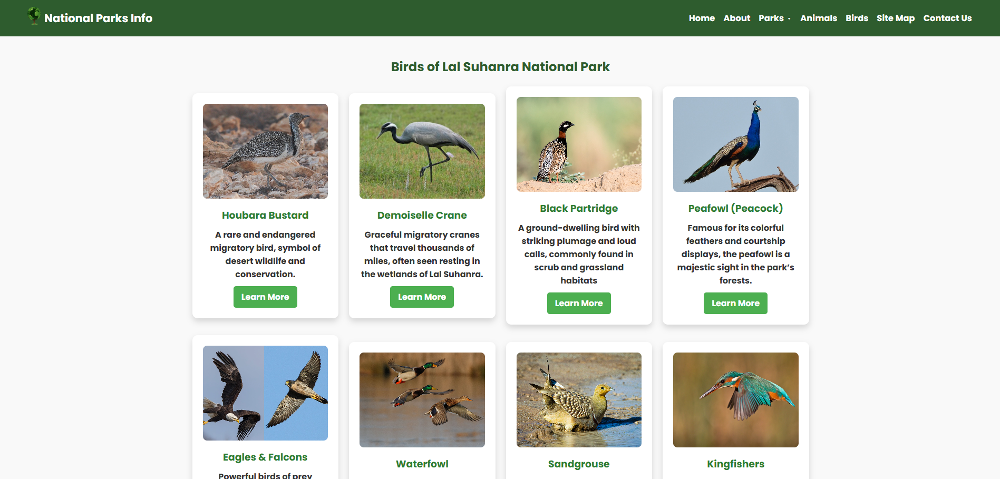 National Parks Info
Home About Parks Animals Birds Site Map Contact Us
Birds of Lal Suhanra National Park
Houbara Bustard
A rare and endangered
migratory bird, symbol of
desert wildlife and
conservation.
Learn More
Demoiselle Crane
Graceful migratory cranes
that travel thousands of
miles, often seen resting in
the wetlands of Lal Suhanra.
Learn More
Black Partridge
A ground-dwelling bird with
striking plumage and loud
calls, commonly found in
scrub and grassland
habitats
Learn More
Peafowl (Peacock)
Famous for its colorful
feathers and courtship
displays, the peafowl is a
majestic sight in the park’s
forests.
Learn More
Eagles & Falcons
Powerful birds of prey
Waterfowl
Sandgrouse
Kingfishers